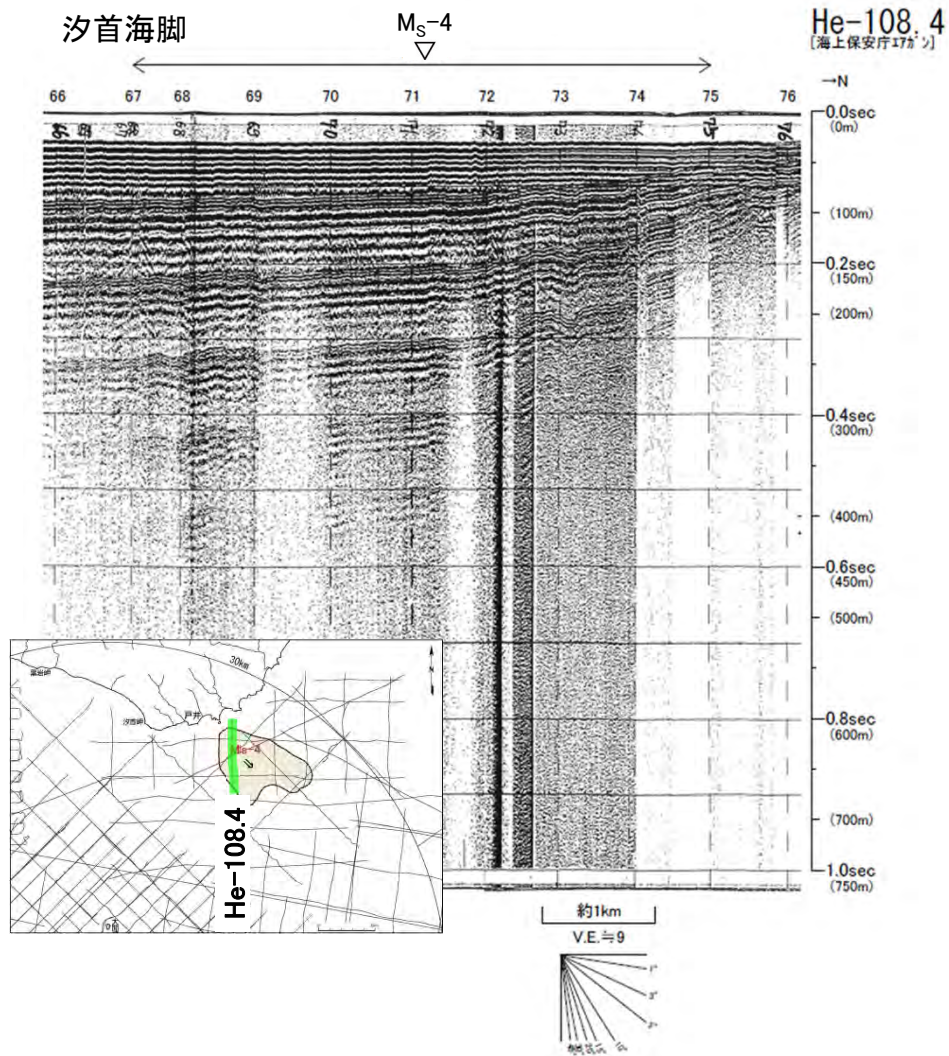 汐首海脚
Ms-4
He-108.4
[海上保安庁エアガン]
→N
66 67 68 69 70 71 72 73 74 75 76
0.0sec
(0m)
(100m)
0.2sec
(150m)
(200m)
0.4sec
(300m)
(400m)
0.6sec
(450m)
(500m)
0.8sec
(600m)
(700m)
1.0sec
(750m)
30km
汐首岬
戸井
Ms-4
N
He-108.4
約1km
V.E.≒9
1°
3°